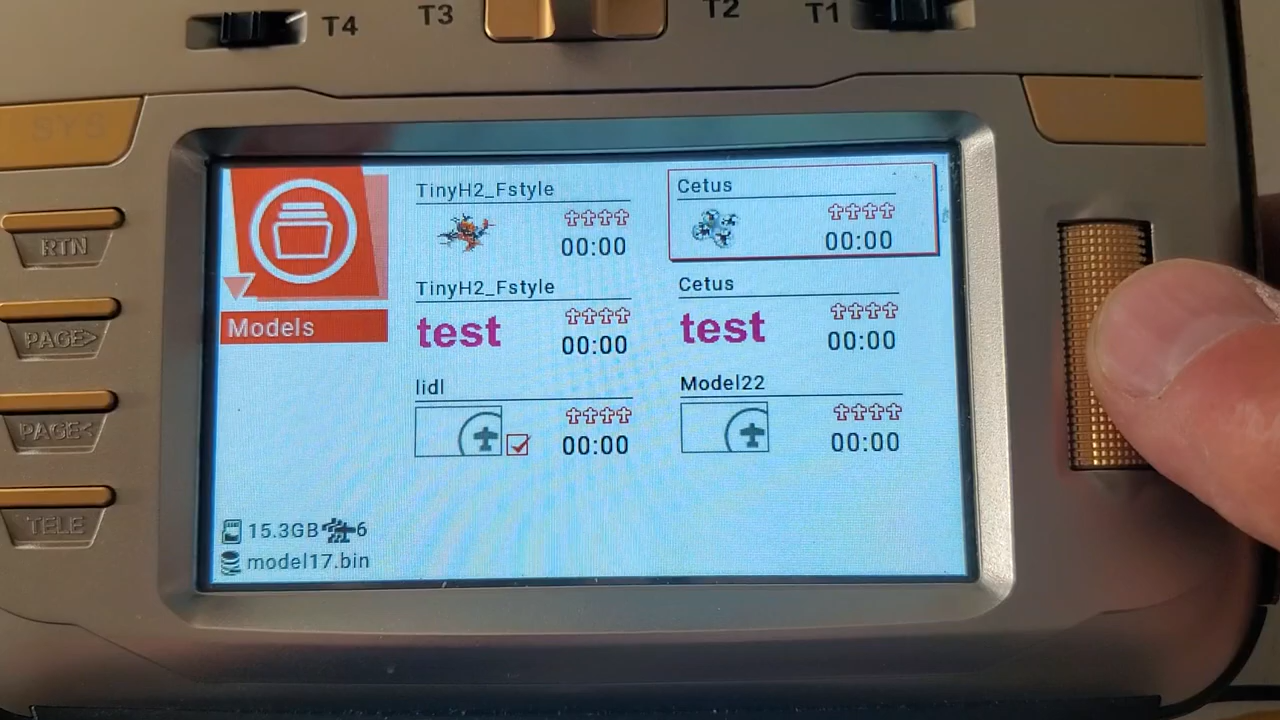 T4
T3
T2
T1
SYS
RTN
PAGE>
PAGE<
TELE
Models
15.3GB 6
model17.bin
TinyH2_Fstyle
00:00
Cetus
00:00
TinyH2_Fstyle
test
00:00
Cetus
test
00:00
lidl
00:00
Model22
00:00